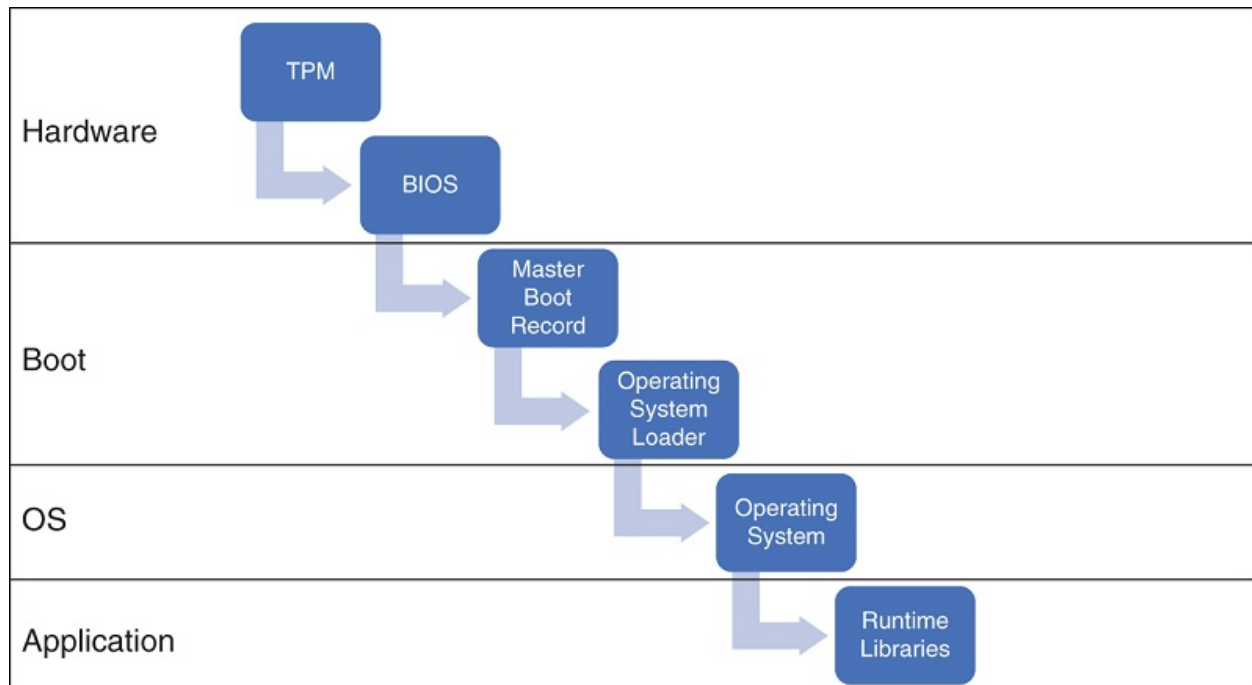 Hardware
TPM
BIOS
Boot
Master
Boot
Record
Operating
System
Loader
OS
Operating
System
Application
Runtime
Libraries